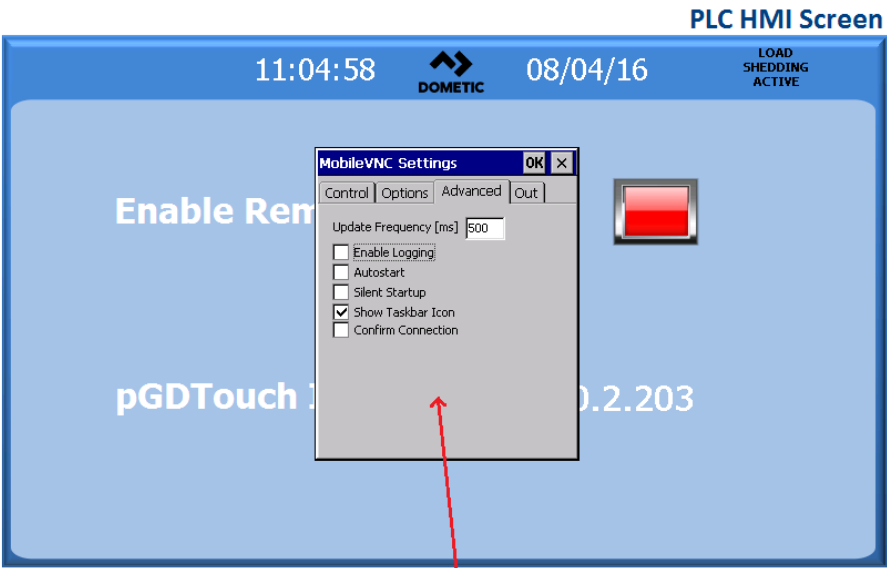 PLC HMI Screen
11:04:58
DOMETIC
08/04/16
LOAD
SHEDDING
ACTIVE
MobileVNC Settings
OK
Control
Options
Advanced
Out
Enable Rem
Update Frequency [ms] 500
Enable Logging
Autostart
Silent Startup
Show Taskbar Icon
Confirm Connection
pGDTouch
0.2.203